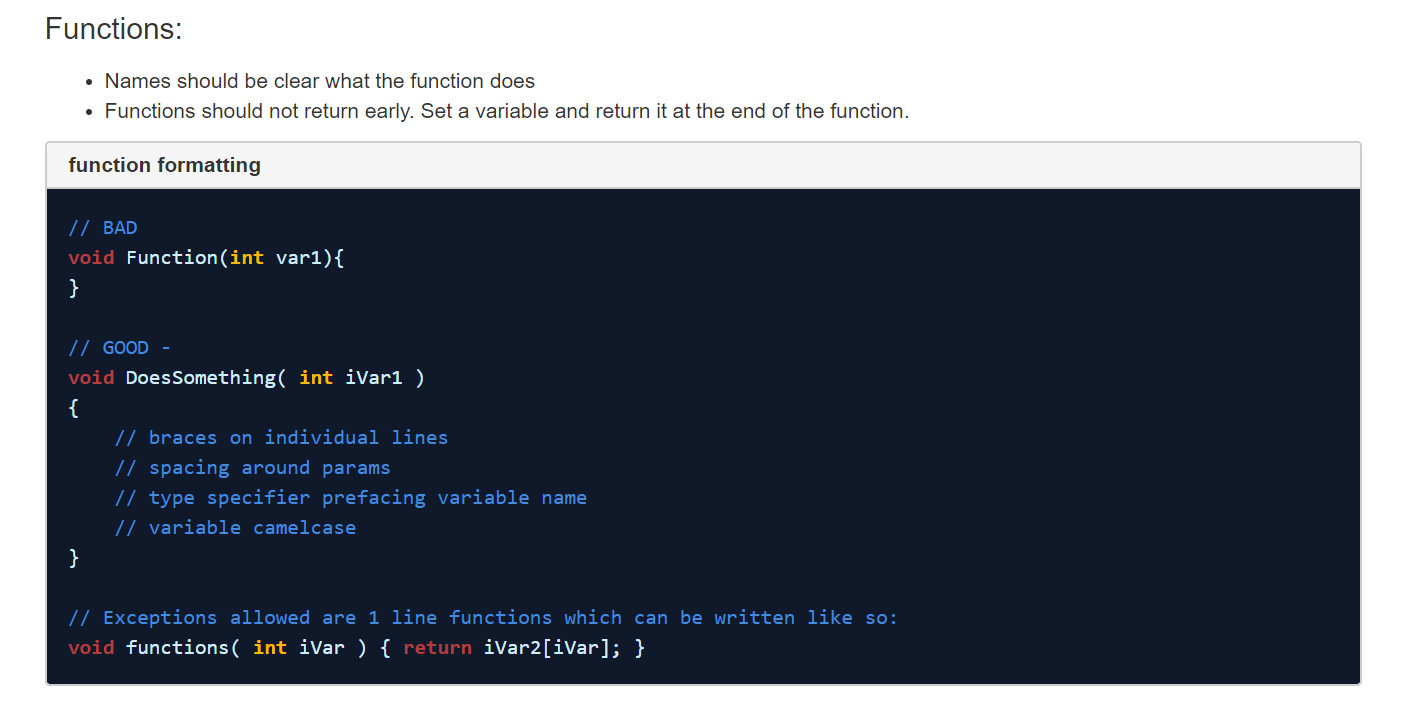 Functions:
• Names should be clear what the function does
• Functions should not return early. Set a variable and return it at the end of the function.
function formatting
// BAD
void Function(int var1){
}
// GOOD -
void DoesSomething( int iVar1 )
{
    // braces on individual lines
    // spacing around params
    // type specifier prefacing variable name
    // variable camelcase
}
// Exceptions allowed are 1 line functions which can be written like so:
void functions( int iVar ) { return iVar2[iVar]; }